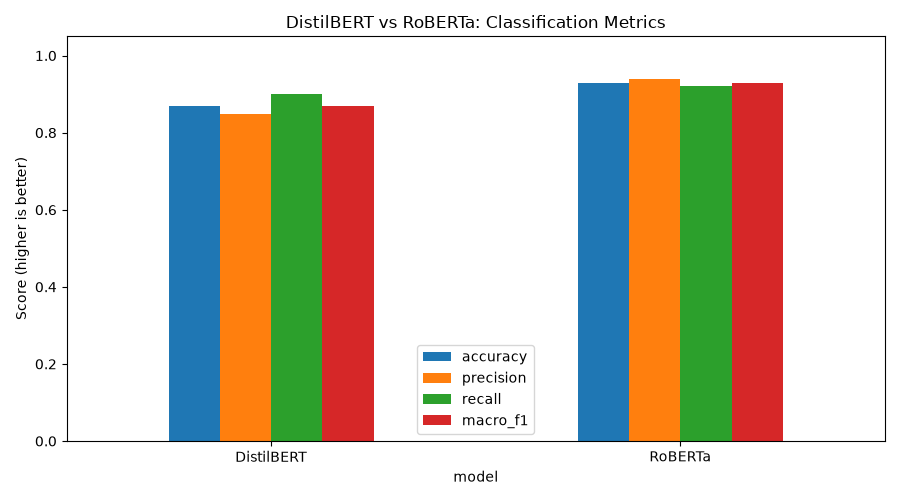 DistilBERT vs RoBERTa: Classification Metrics
Score (higher is better)
1.0
0.8
0.6
0.4
0.2
0.0
accuracy
precision
recall
macro_f1
DistilBERT
RoBERTa
model